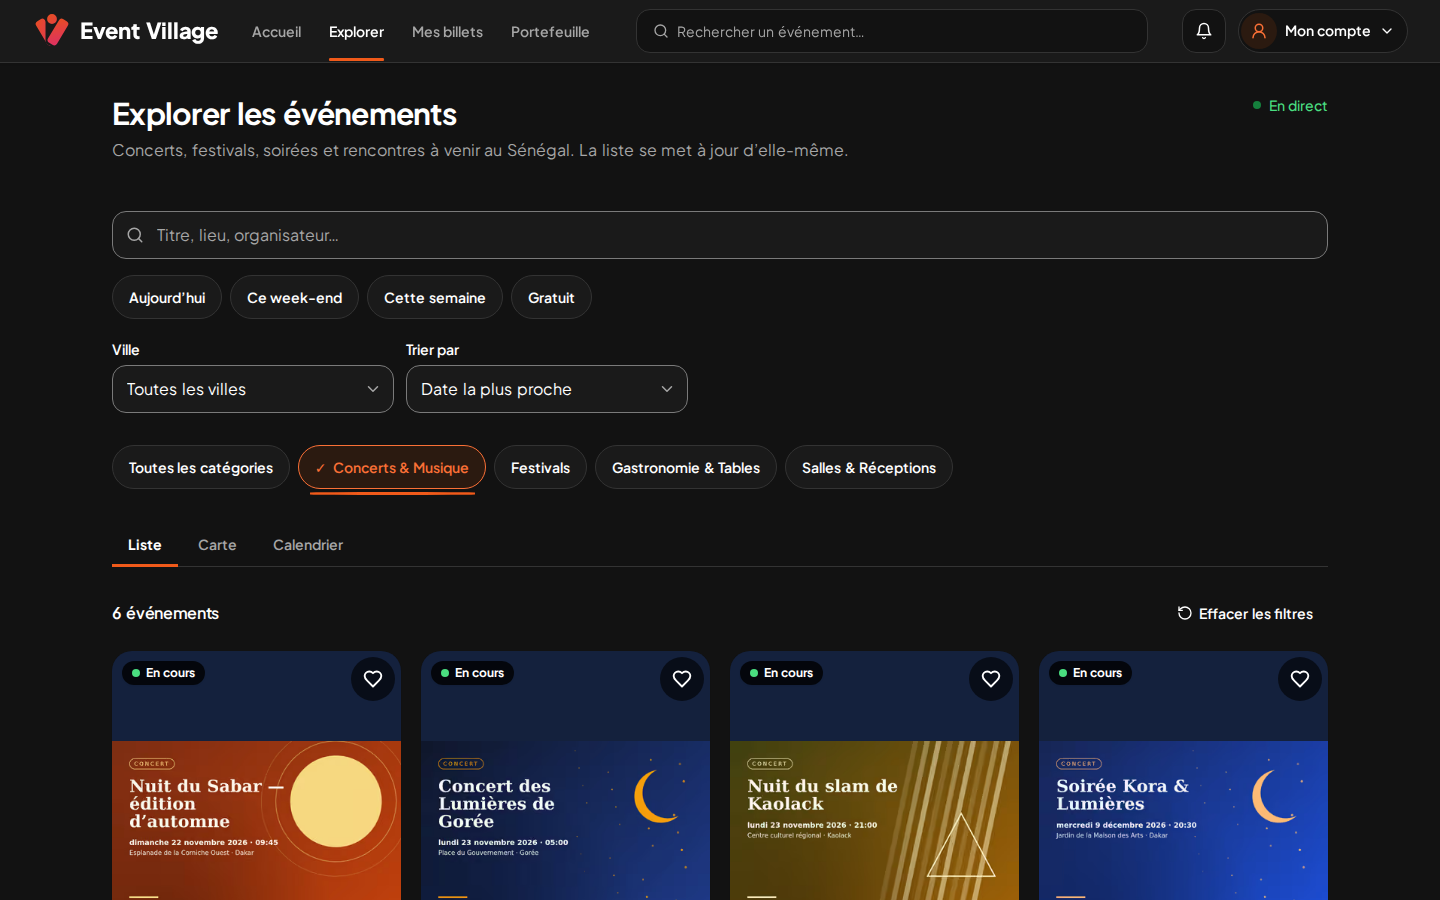 Event Village
Accueil
Explorer
Mes billets
Portefeuille
Rechercher un événement…
Mon compte
Explorer les événements
En direct
Concerts, festivals, soirées et rencontres à venir au Sénégal. La liste se met à jour d’elle-même.
Titre, lieu, organisateur…
Aujourd’hui
Ce week-end
Cette semaine
Gratuit
Ville
Trier par
Toutes les villes
Date la plus proche
Toutes les catégories
✓ Concerts & Musique
Festivals
Gastronomie & Tables
Salles & Réceptions
Liste
Carte
Calendrier
6 événements
Effacer les filtres
En cours
CONCERT
Nuit du Sabar —
édition
d’automne
dimanche 22 novembre 2026 · 09:45
Esplanade de la Corniche Ouest · Dakar
En cours
CONCERT
Concert des
Lumières de
Gorée
lundi 23 novembre 2026 · 05:00
Place du Gouvernement · Gorée
En cours
CONCERT
Nuit du slam de
Kaolack
lundi 23 novembre 2026 · 21:00
Centre culturel régional · Kaolack
En cours
CONCERT
Soirée Kora &
Lumières
mercredi 9 décembre 2026 · 20:30
Jardin de la Maison des Arts · Dakar